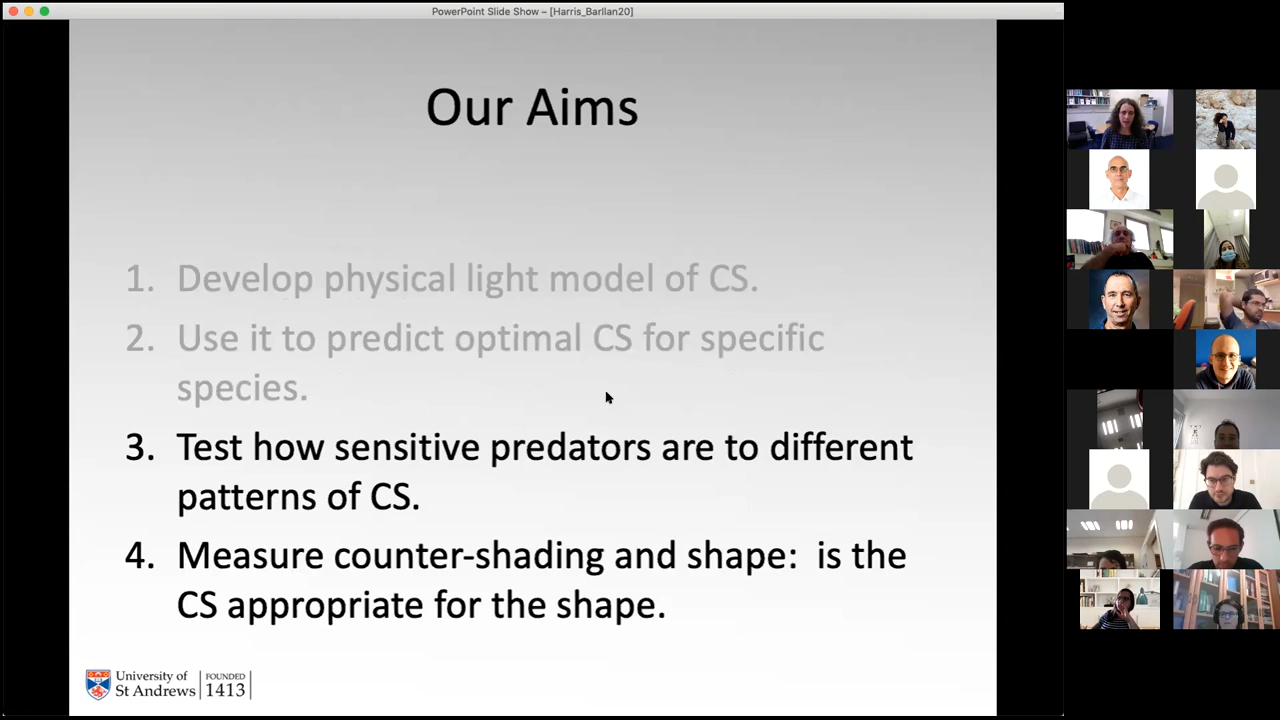 PowerPoint Slide Show – [Harris_BarIlan20]
Our Aims
1. Develop physical light model of CS.
2. Use it to predict optimal CS for specific
species.
3. Test how sensitive predators are to different
patterns of CS.
4. Measure counter-shading and shape: is the
CS appropriate for the shape.
University of
St Andrews
FOUNDED
1413